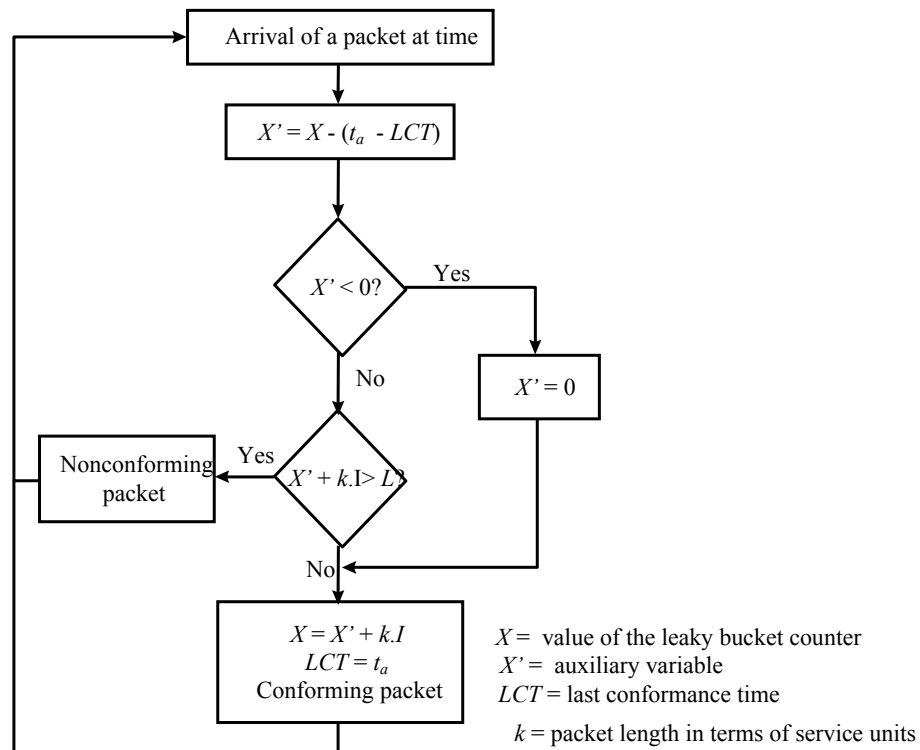 Arrival of a packet at time
X’ = X - (tₐ - LCT)
X’ < 0?
Yes
No
X’ = 0
X’ + k.I> L?
Yes
Nonconforming
packet
No
X = X’ + k.I
LCT = tₐ
Conforming packet
X = value of the leaky bucket counter
X’ = auxiliary variable
LCT = last conformance time
k = packet length in terms of service units